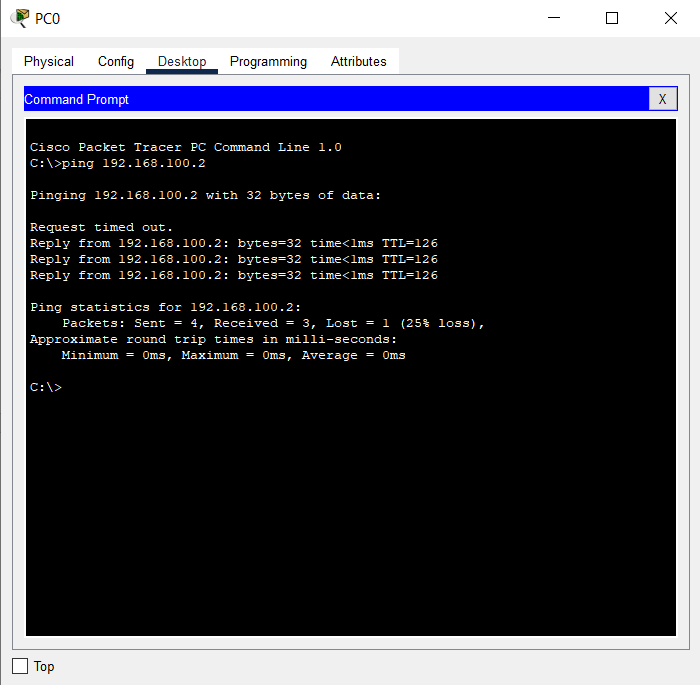 PC0
Physical Config Desktop Programming Attributes
Command Prompt X
Cisco Packet Tracer PC Command Line 1.0
C:\>ping 192.168.100.2
Pinging 192.168.100.2 with 32 bytes of data:
Request timed out.
Reply from 192.168.100.2: bytes=32 time<1ms TTL=126
Reply from 192.168.100.2: bytes=32 time<1ms TTL=126
Reply from 192.168.100.2: bytes=32 time<1ms TTL=126
Ping statistics for 192.168.100.2:
Packets: Sent = 4, Received = 3, Lost = 1 (25% loss),
Approximate round trip times in milli-seconds:
Minimum = 0ms, Maximum = 0ms, Average = 0ms
C:\>
Top